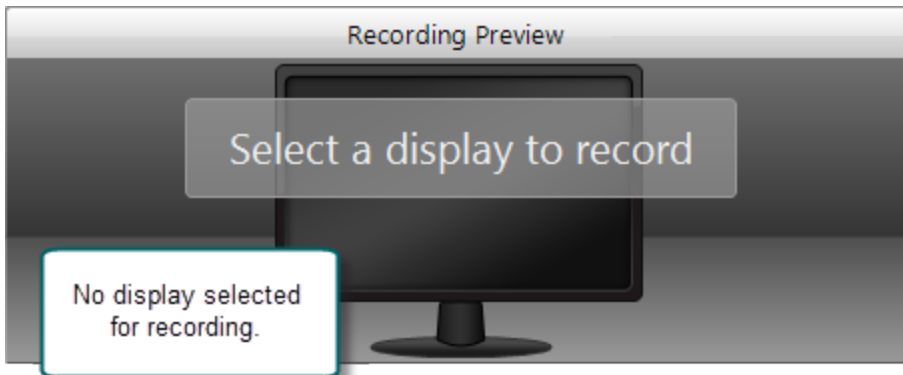 Recording Preview
Select a display to record
No display selected
for recording.